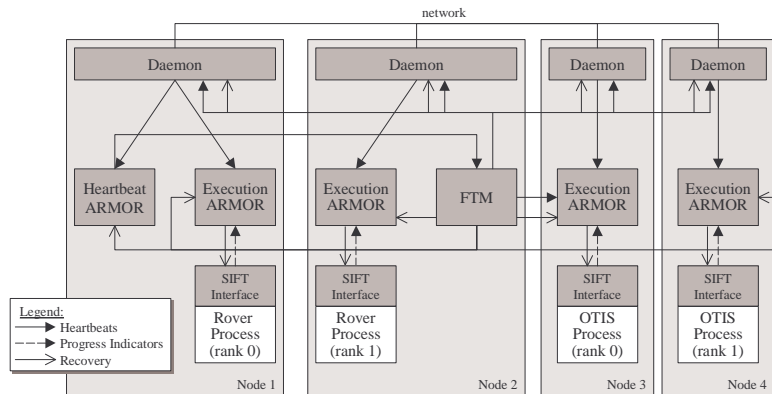 network
Daemon
Daemon
Daemon
Daemon
Heartbeat
ARMOR
Execution
ARMOR
Execution
ARMOR
FTM
Execution
ARMOR
Execution
ARMOR
SIFT
Interface
SIFT
Interface
SIFT
Interface
SIFT
Interface
Rover
Process
(rank 0)
Rover
Process
(rank 1)
OTIS
Process
(rank 0)
OTIS
Process
(rank 1)
Legend:
Heartbeats
Progress Indicators
Recovery
Node 1
Node 2
Node 3
Node 4